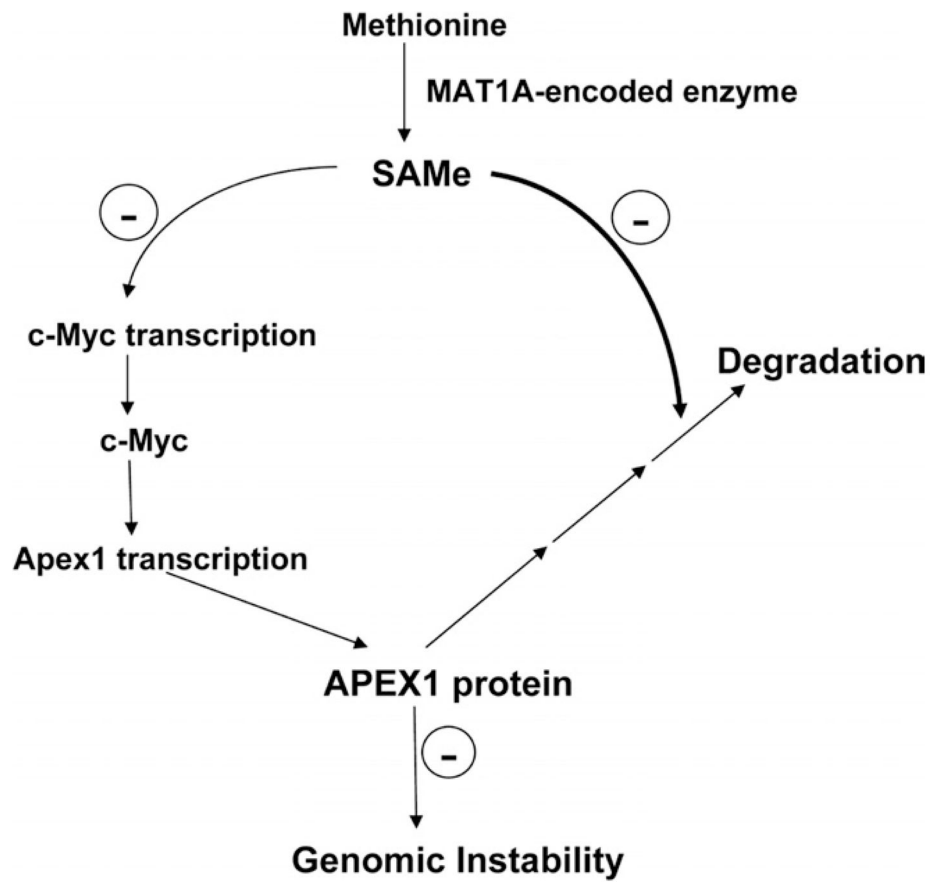 Methionine
MAT1A-encoded enzyme
SAMe
-
-
c-Myc transcription
Degradation
c-Myc
Apex1 transcription
APEX1 protein
-
Genomic Instability